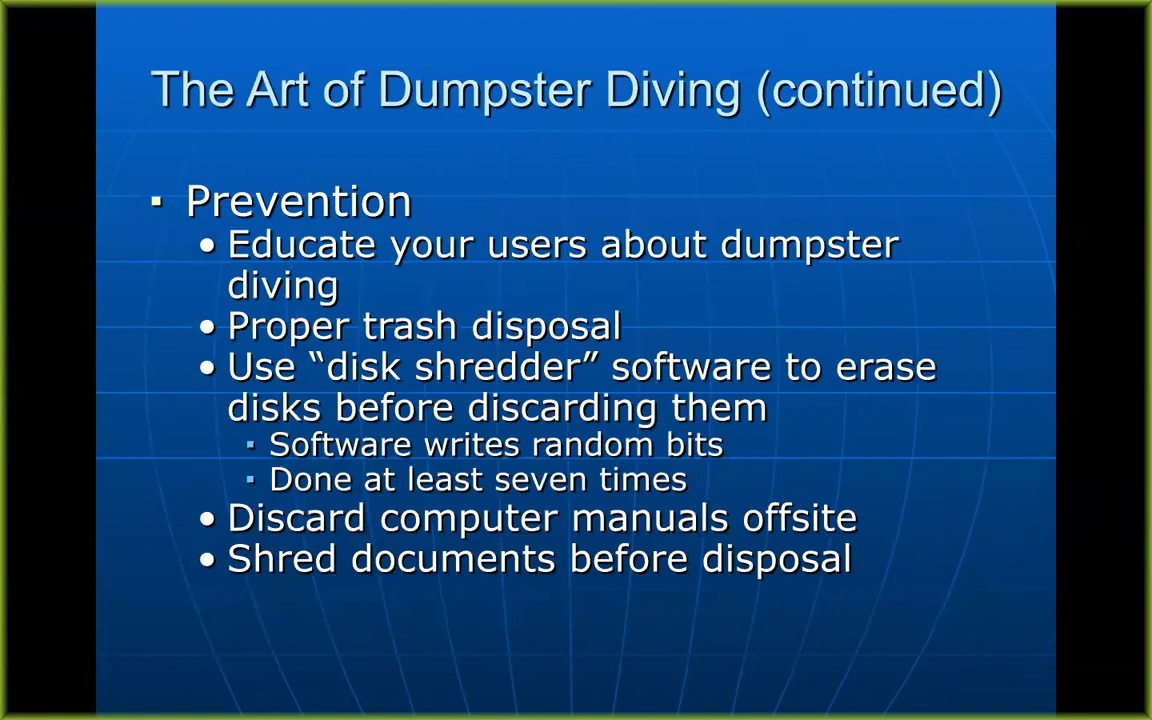 The Art of Dumpster Diving (continued)
▪ Prevention
• Educate your users about dumpster
diving
• Proper trash disposal
• Use “disk shredder” software to erase
disks before discarding them
▪ Software writes random bits
▪ Done at least seven times
• Discard computer manuals offsite
• Shred documents before disposal